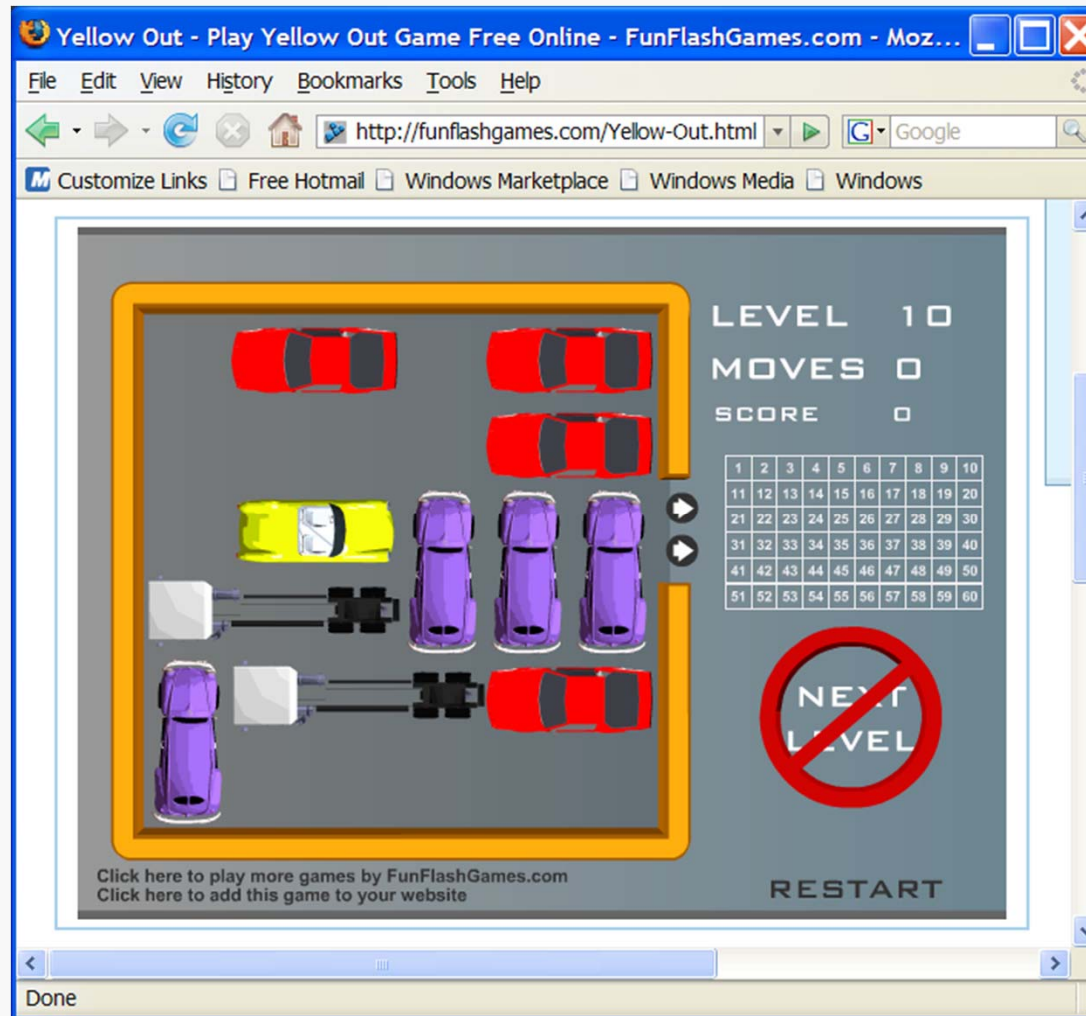 Yellow Out - Play Yellow Out Game Free Online - FunFlashGames.com - Moz...
File Edit View History Bookmarks Tools Help
http://funflashgames.com/Yellow-Out.html G Google
M Customize Links Free Hotmail Windows Marketplace Windows Media Windows
LEVEL 10
MOVES 0
SCORE 0
1 2 3 4 5 6 7 8 9 10
11 12 13 14 15 16 17 18 19 20
21 22 23 24 25 26 27 28 29 30
31 32 33 34 35 36 37 38 39 40
41 42 43 44 45 46 47 48 49 50
51 52 53 54 55 56 57 58 59 60
NEXT
LEVEL
Click here to play more games by FunFlashGames.com
Click here to add this game to your website
RESTART
Done